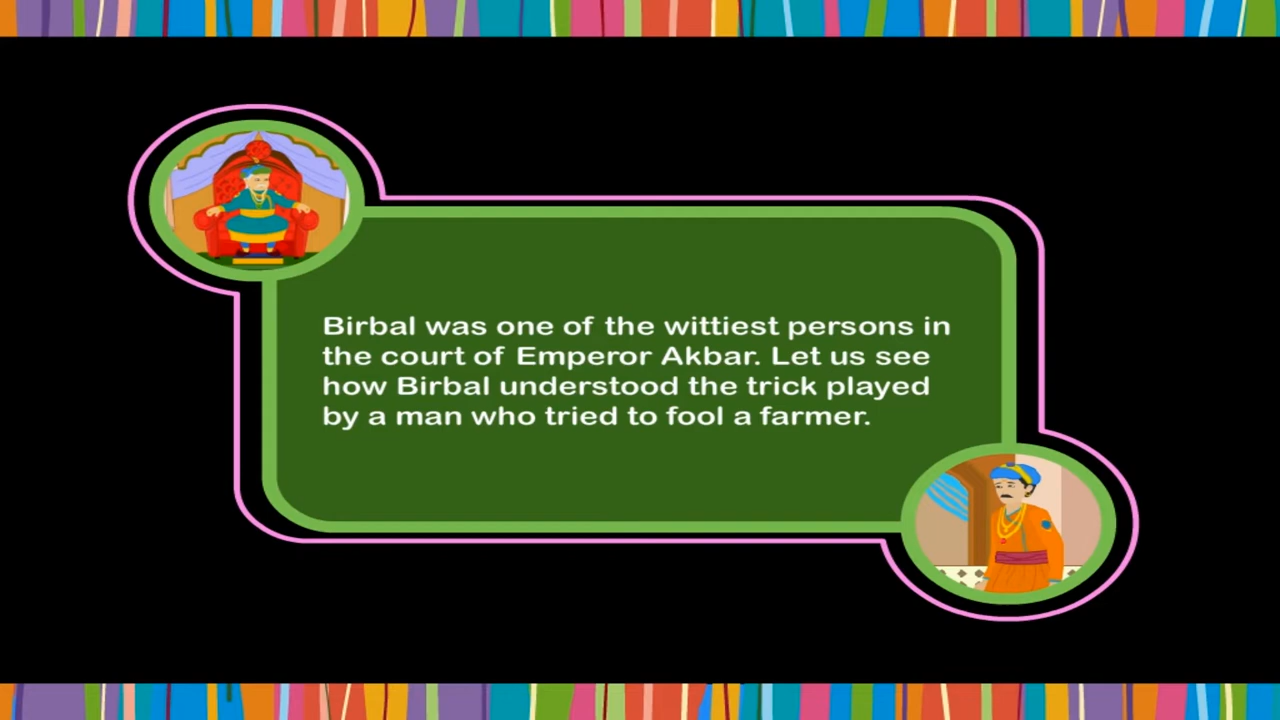 Birbal was one of the wittiest persons in
the court of Emperor Akbar. Let us see
how Birbal understood the trick played
by a man who tried to fool a farmer.